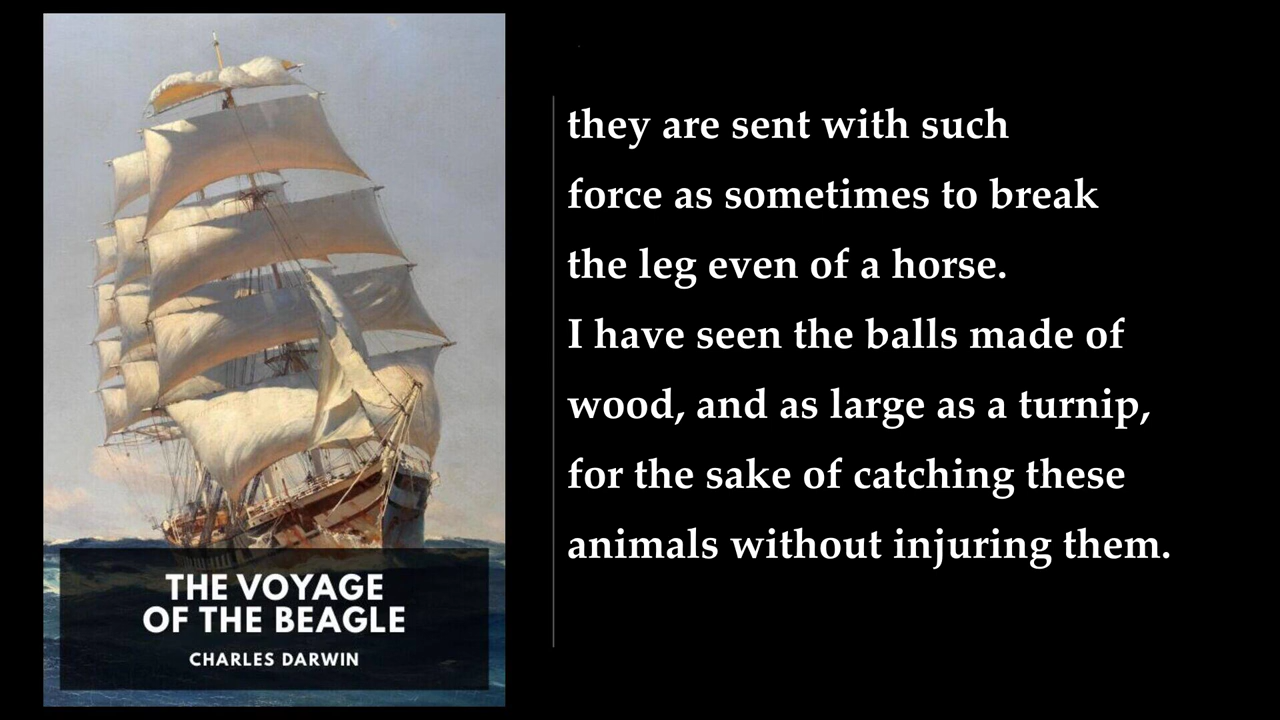 THE VOYAGE
OF THE BEAGLE
CHARLES DARWIN
they are sent with such
force as sometimes to break
the leg even of a horse.
I have seen the balls made of
wood, and as large as a turnip,
for the sake of catching these
animals without injuring them.